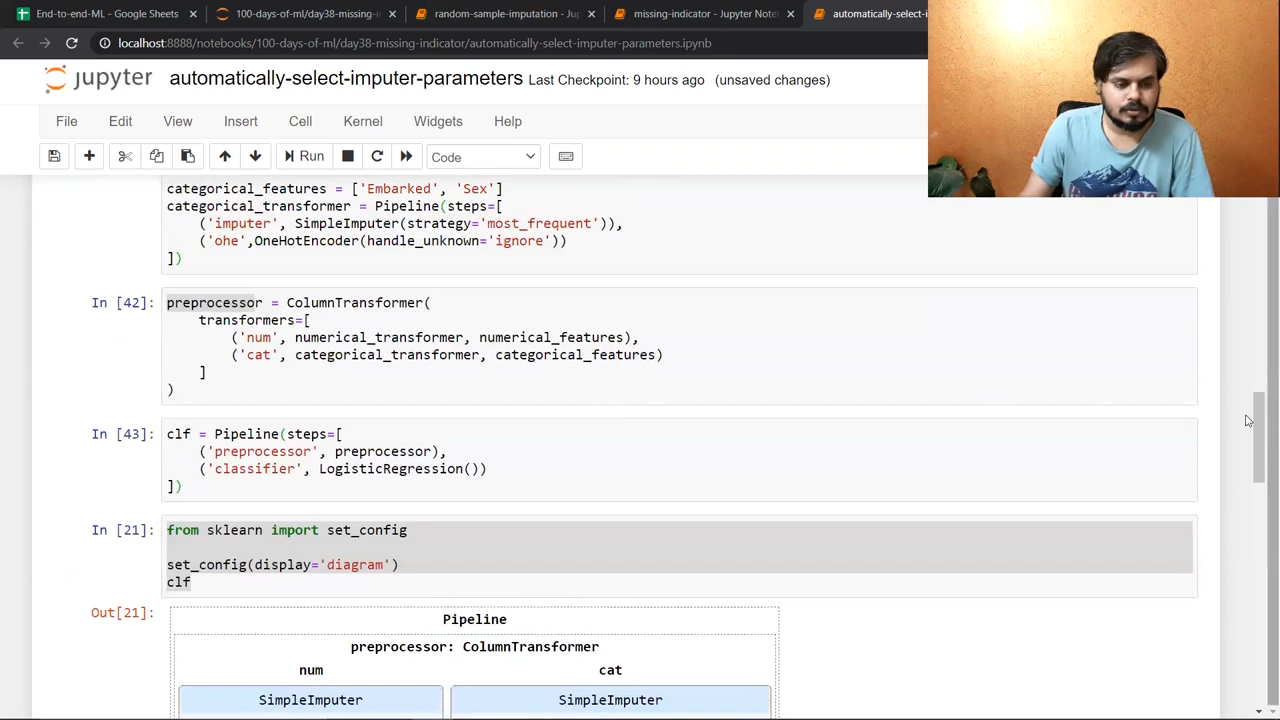 End-to-end-ML - Google Sheets
100-days-of-ml/day38-missing-i
random-sample-imputation - Jup
missing-indicator - Jupyter Note
automatically-select-i
localhost:8888/notebooks/100-days-of-ml/day38-missing-indicator/automatically-select-imputer-parameters.ipynb
jupyter automatically-select-imputer-parameters Last Checkpoint: 9 hours ago (unsaved changes)
File Edit View Insert Cell Kernel Widgets Help
Run Code
categorical_features = ['Embarked', 'Sex']
categorical_transformer = Pipeline(steps=[
('imputer', SimpleImputer(strategy='most_frequent')),
('ohe',OneHotEncoder(handle_unknown='ignore'))
])
In [42]: preprocessor = ColumnTransformer(
transformers=[
('num', numerical_transformer, numerical_features),
('cat', categorical_transformer, categorical_features)
]
)
In [43]: clf = Pipeline(steps=[
('preprocessor', preprocessor),
('classifier', LogisticRegression())
])
In [21]: from sklearn import set_config
set_config(display='diagram')
clf
Out[21]:
Pipeline
preprocessor: ColumnTransformer
num cat
SimpleImputer SimpleImputer